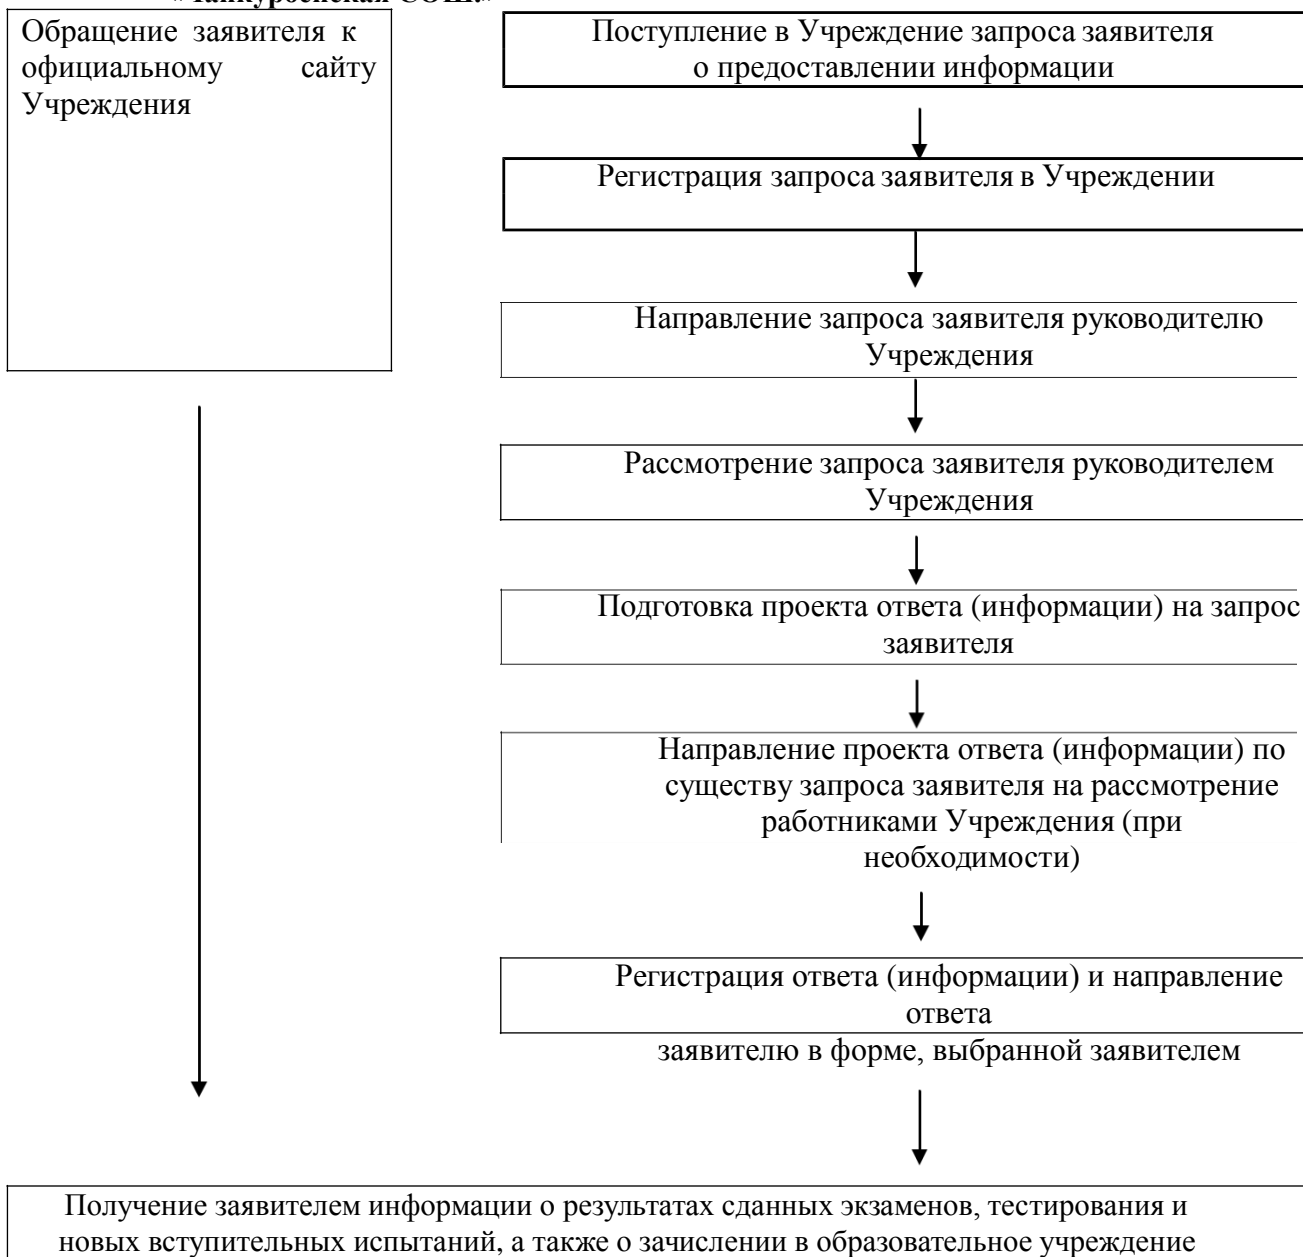 Обращение заявителя к
официальному сайту
Учреждения
Поступление в Учреждение запроса заявителя
о предоставлении информации
Регистрация запроса заявителя в Учреждении
Направление запроса заявителя руководителю
Учреждения
Рассмотрение запроса заявителя руководителем
Учреждения
Подготовка проекта ответа (информации) на запрос
заявителя
Направление проекта ответа (информации) по
существу запроса заявителя на рассмотрение
работниками Учреждения (при
необходимости)
Регистрация ответа (информации) и направление
ответа
заявителю в форме, выбранной заявителем
Получение заявителем информации о результатах сданных экзаменов, тестирования и
новых вступительных испытаний, а также о зачислении в образовательное учреждение